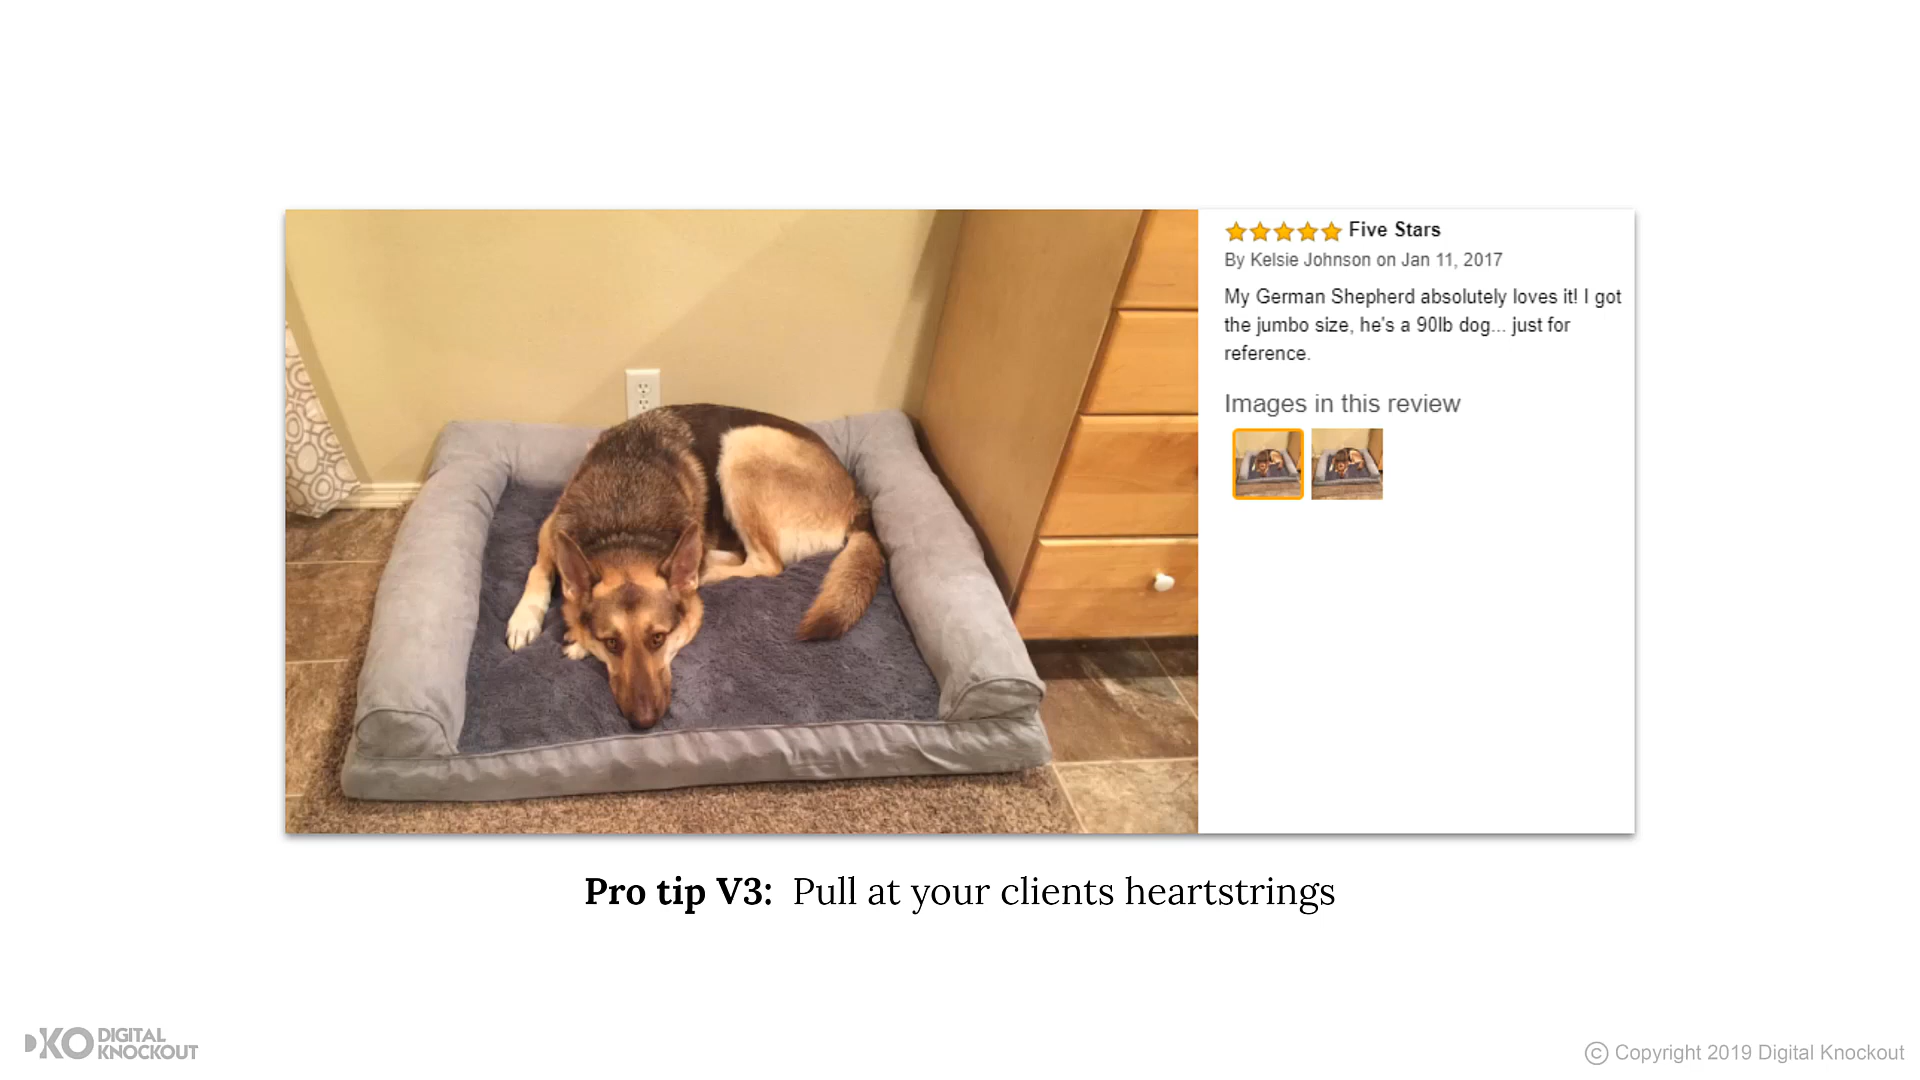 Five Stars
By Kelsie Johnson on Jan 11, 2017
My German Shepherd absolutely loves it! I got
the jumbo size, he's a 90lb dog... just for
reference.
Images in this review
Pro tip V3: Pull at your clients heartstrings
KO DIGITAL
KNOCKOUT
© Copyright 2019 Digital Knockout